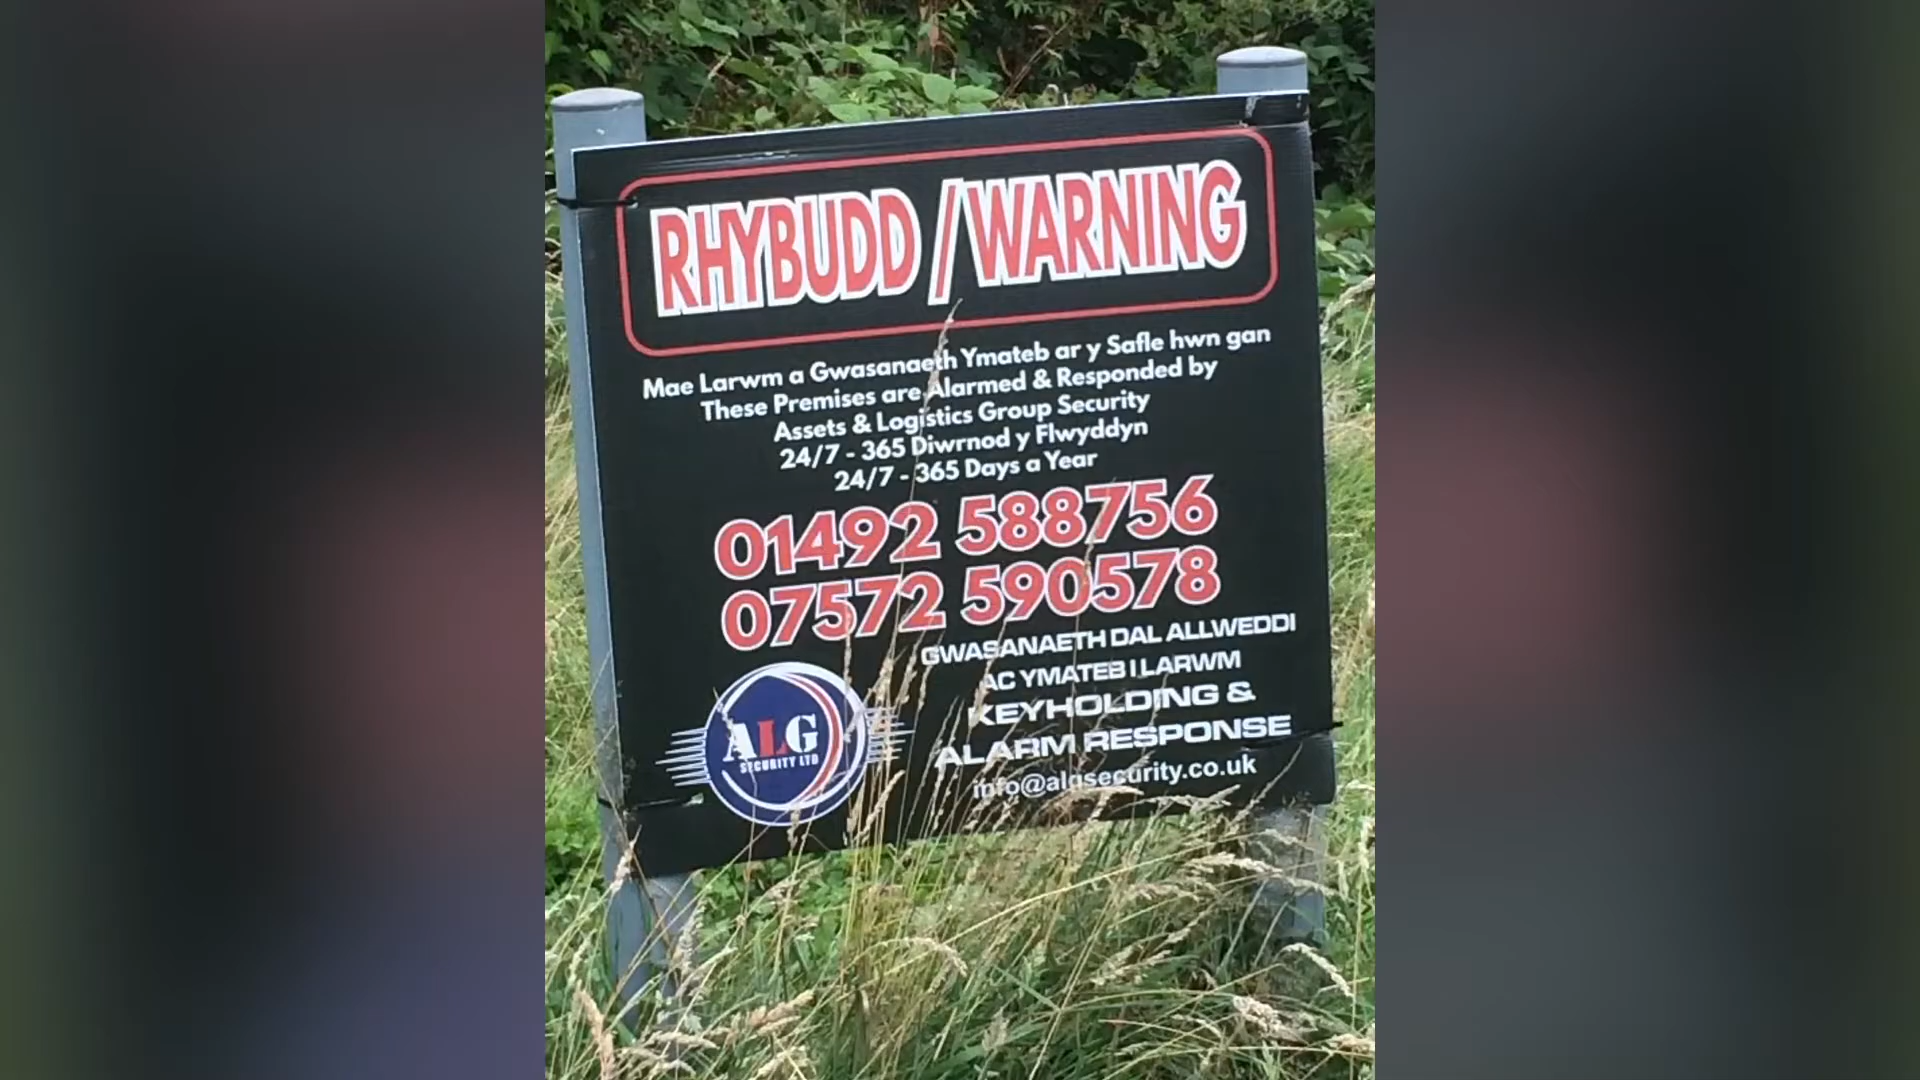 RHYBUDD / WARNING
Mae Larwm a Gwasanaeth Ymateb ar y Safle hwn gan
These Premises are Alarmed & Responded by
Assets & Logistics Group Security
24/7 - 365 Diwrnod y Flwyddyn
24/7 - 365 Days a Year
01492 588756
07572 590578
GWASANAETH DAL ALLWEDDI
AC YMATEB I LARWM
KEYHOLDING &
ALARM RESPONSE
info@algsecurity.co.uk
ALG
SECURITY LTD